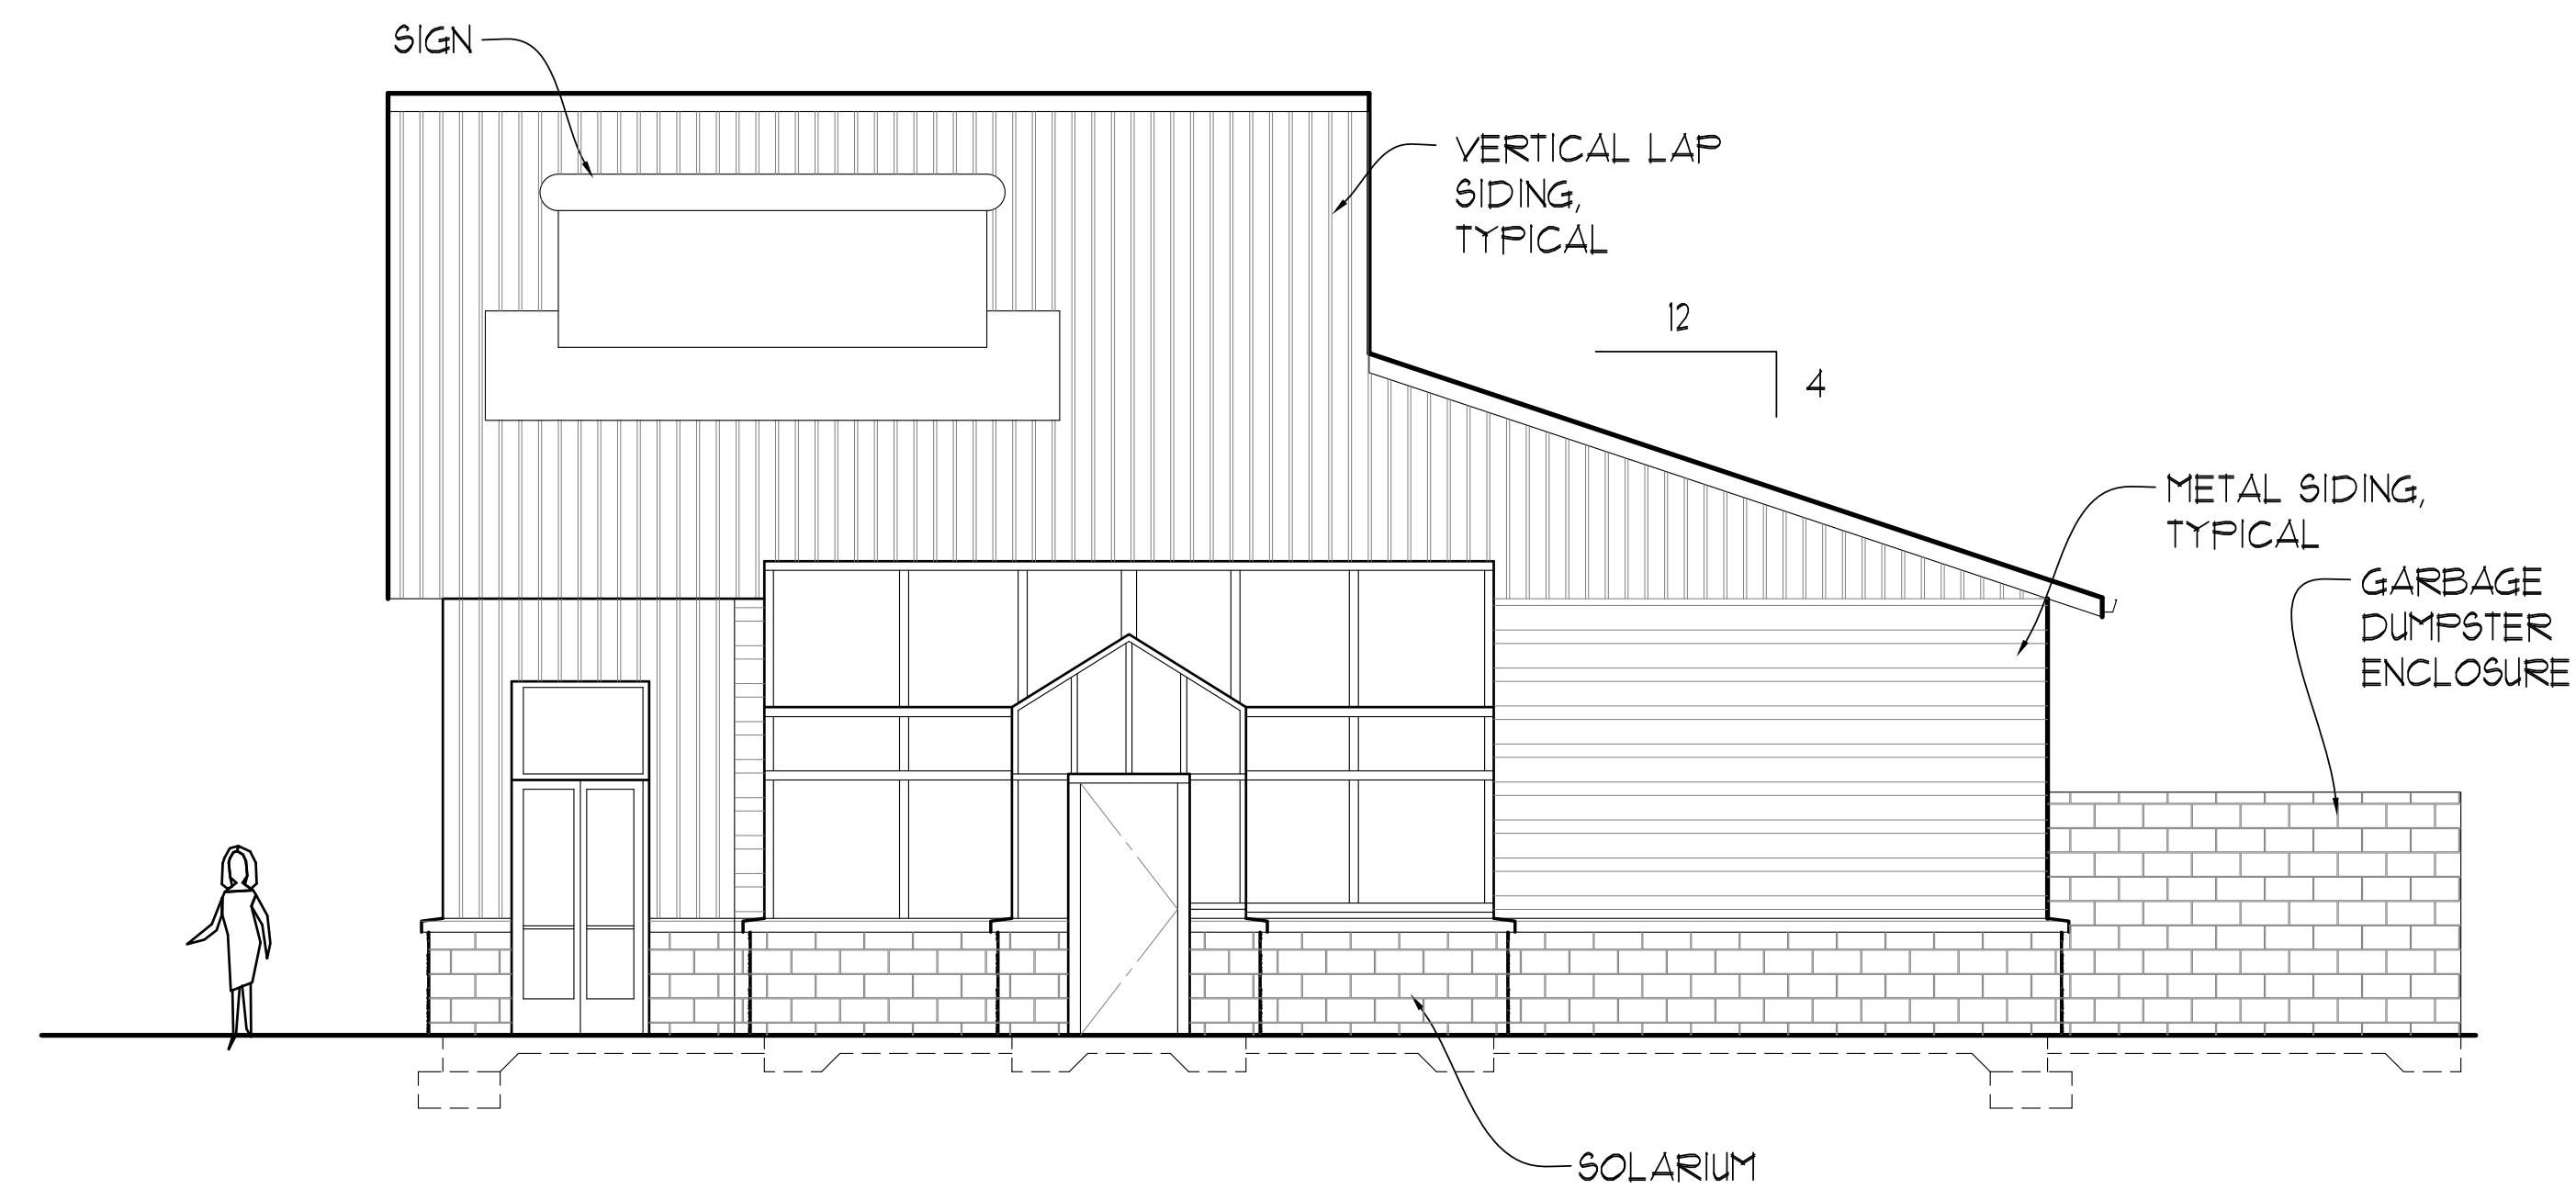 SIGN
VERTICAL LAP
SIDING,
TYPICAL
12
4
METAL SIDING,
TYPICAL
GARBAGE
DUMPSTER
ENCLOSURE
SOLARIUM